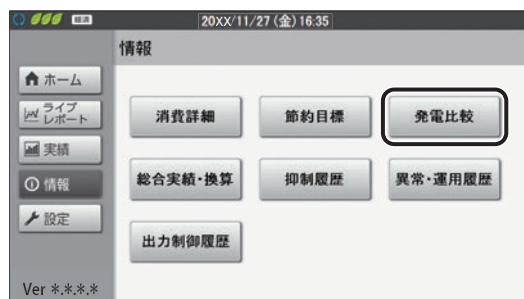 経済
20XX/11/27(金)16:35
情報
ホーム
ライブ
レポート
実績
情報
設定
Ver *.*.*.*
消費詳細
節約目標
発電比較
総合実績・換算
抑制履歴
異常・運用履歴
出力制御履歴